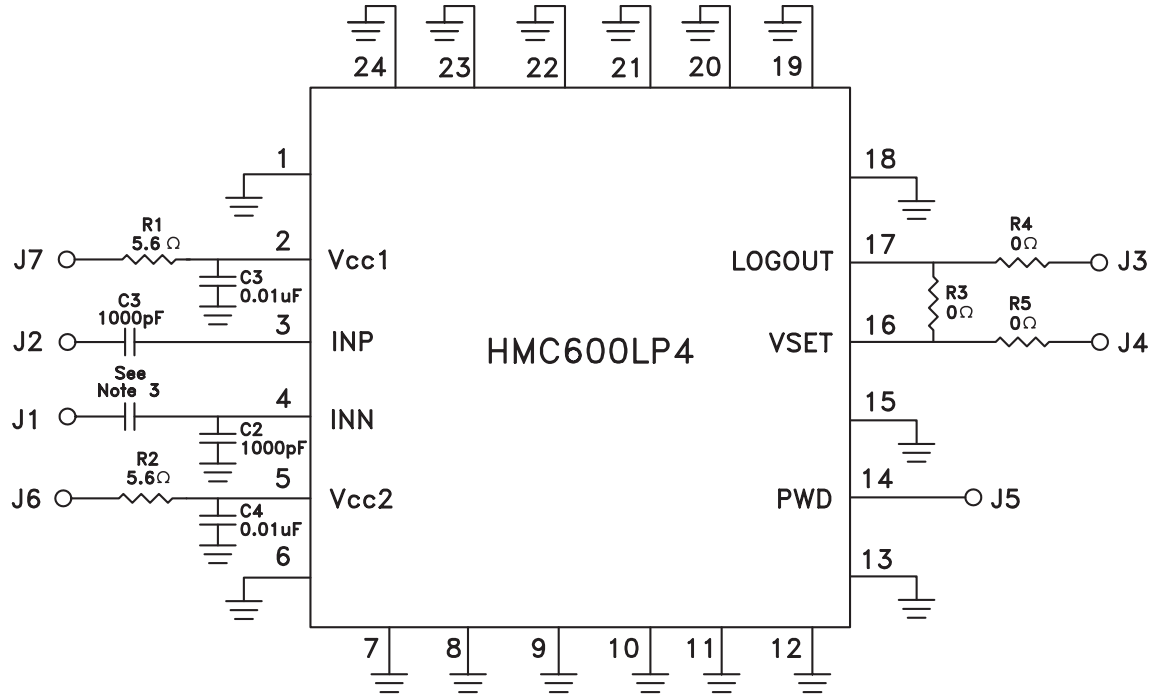 24
23
22
21
20
19
1
18
R1
5.6 Ω
R4
0Ω
J7
2
Vcc1
LOGOUT
17
J3
C3
0.01uF
R3
0Ω
C3
1000pF
R5
0Ω
J2
3
INP
HMC600LP4
VSET
16
J4
See
Note 3
J1
4
INN
15
C2
1000pF
R2
5.6Ω
J6
5
Vcc2
PWD
14
J5
C4
0.01uF
6
13
7
8
9
10
11
12